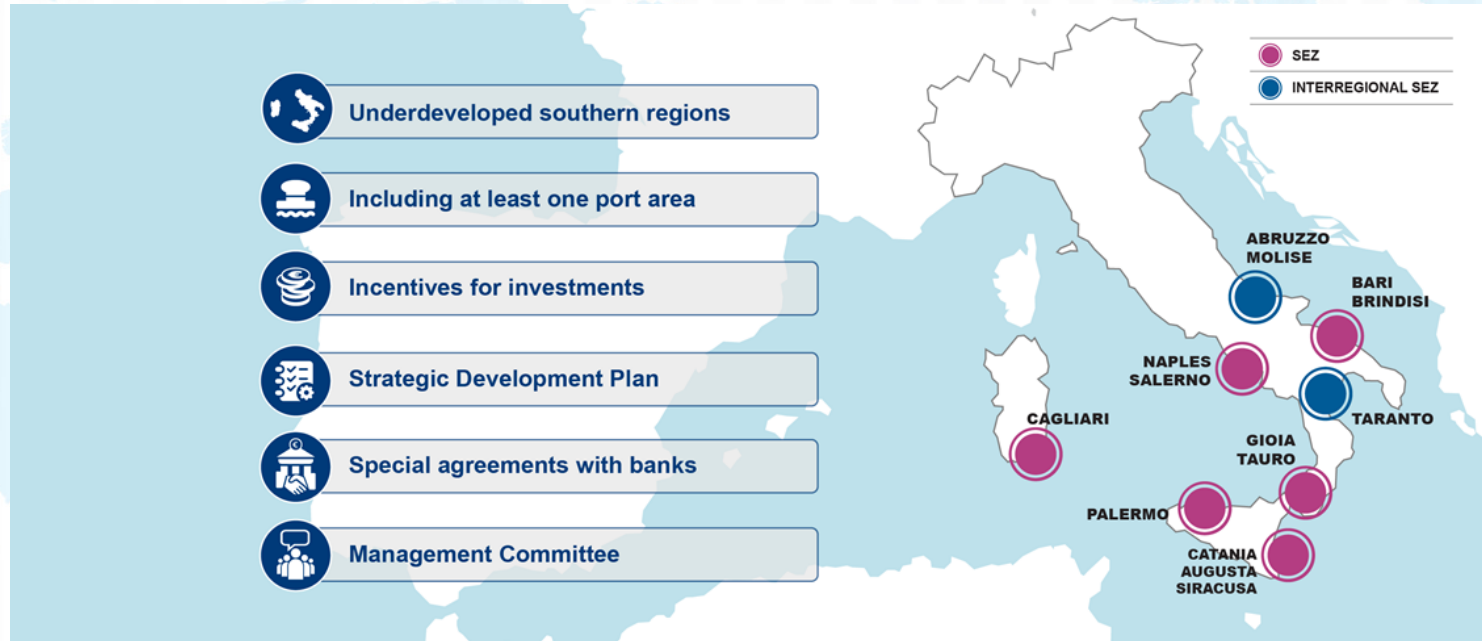 Underdeveloped southern regions
Including at least one port area
Incentives for investments
Strategic Development Plan
Special agreements with banks
Management Committee
SEZ
INTERREGIONAL SEZ
ABRUZZO
MOLISE
BARI
BRINDISI
NAPLES
SALERNO
CAGLIARI
TARANTO
GIOIA
TAURO
PALERMO
CATANIA
AUGUSTA
SIRACUSA